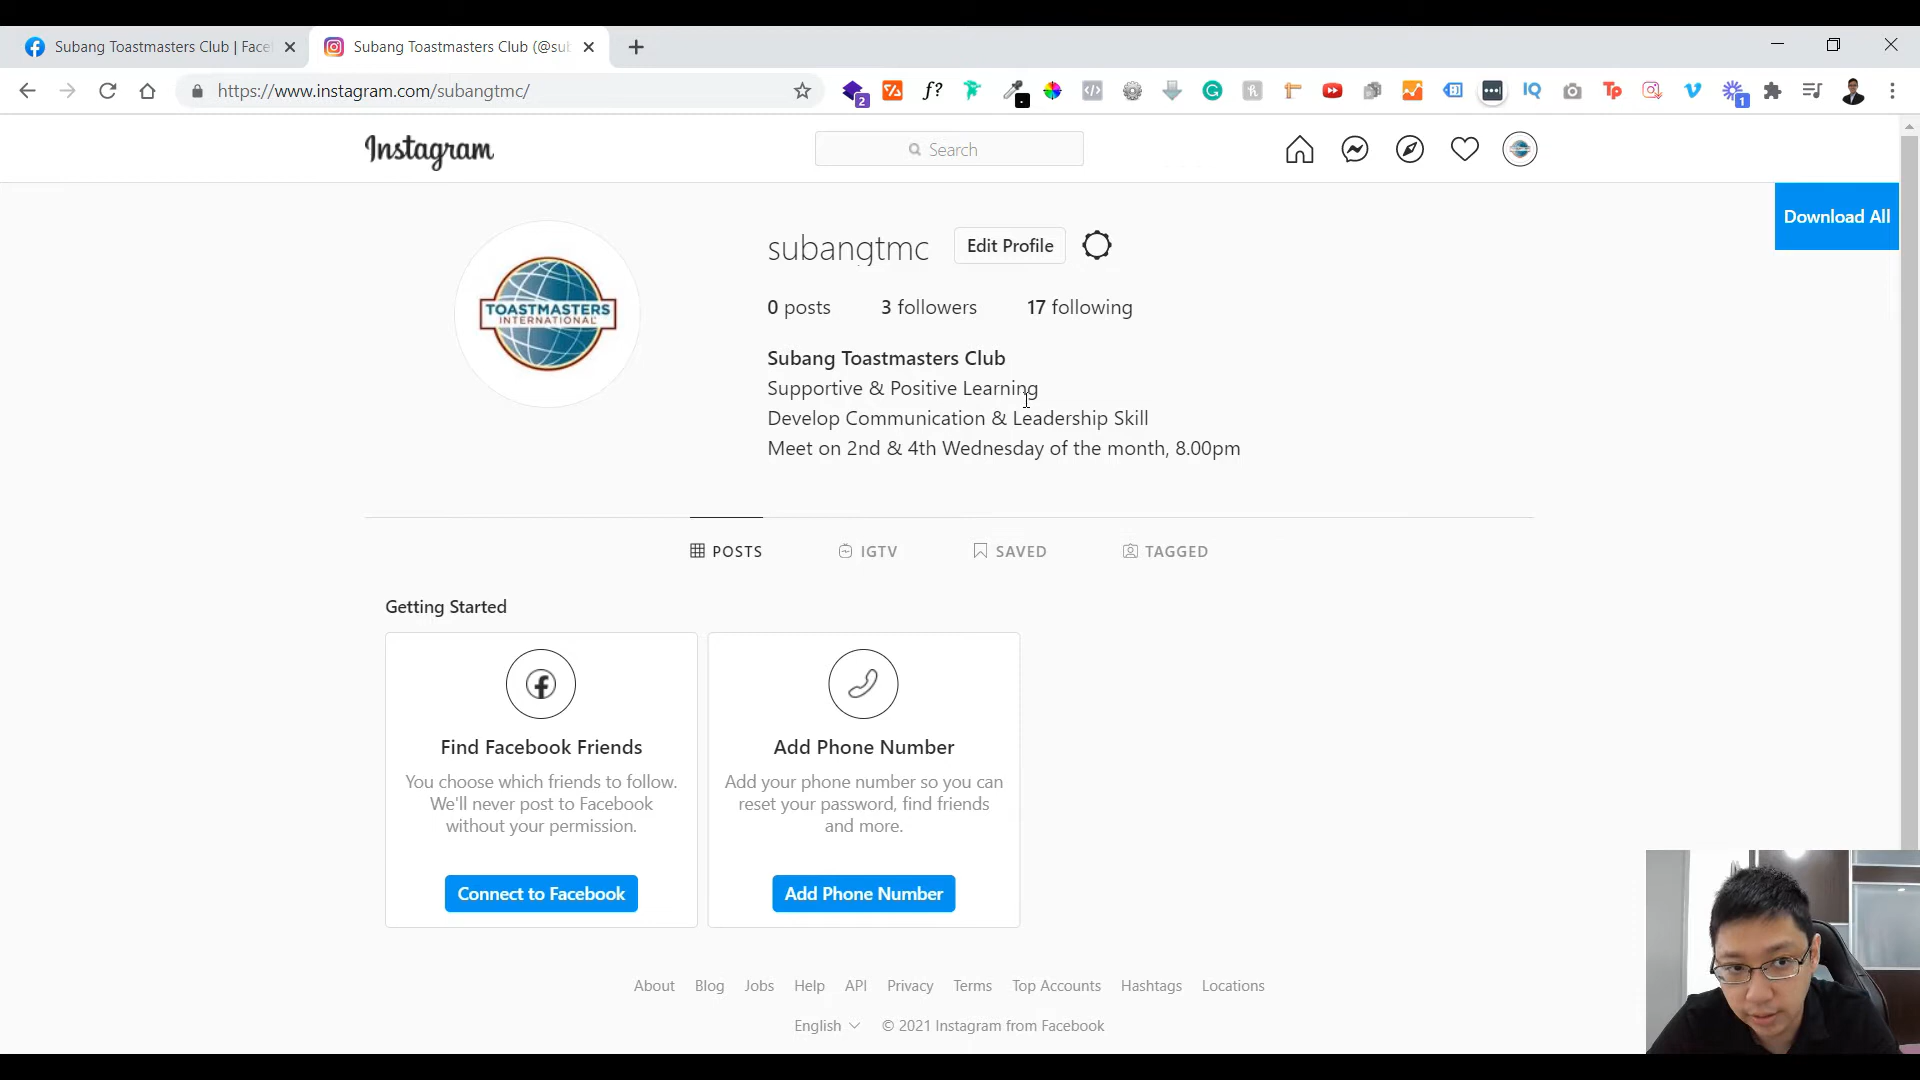 Subang Toastmasters Club | Face
Subang Toastmasters Club (@sub
https://www.instagram.com/subangtmc/
2
f?
IQ
Tp
1
Instagram
Search
Download All
TOASTMASTERS
INTERNATIONAL
subangtmc
Edit Profile
0 posts 3 followers 17 following
Subang Toastmasters Club
Supportive & Positive Learning
Develop Communication & Leadership Skill
Meet on 2nd & 4th Wednesday of the month, 8.00pm
POSTS IGTV SAVED TAGGED
Getting Started
Find Facebook Friends
You choose which friends to follow.
We'll never post to Facebook
without your permission.
Connect to Facebook
Add Phone Number
Add your phone number so you can
reset your password, find friends
and more.
Add Phone Number
About Blog Jobs Help API Privacy Terms Top Accounts Hashtags Locations
English © 2021 Instagram from Facebook